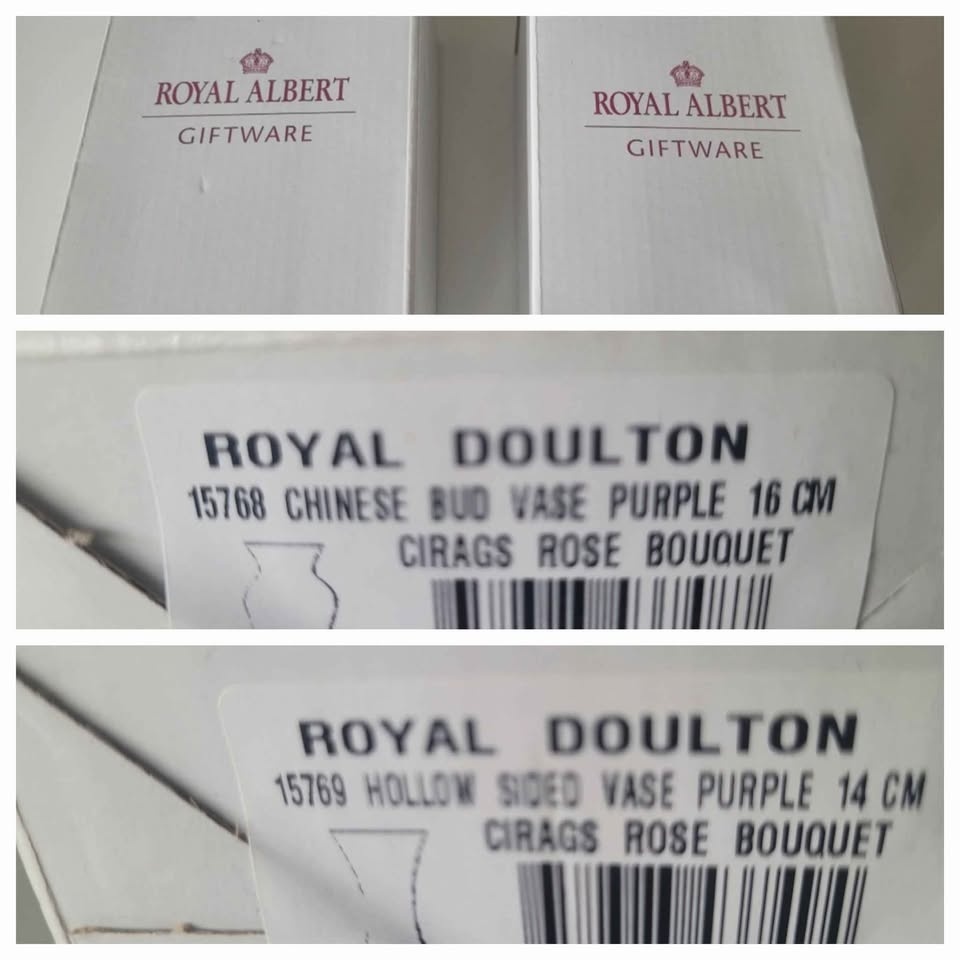 ROYAL ALBERT
GIFTWARE
ROYAL ALBERT
GIFTWARE
ROYAL DOULTON
15768 CHINESE BUD VASE PURPLE 16 CM
CIRAGS ROSE BOUQUET
ROYAL DOULTON
15769 HOLLOW SIDED VASE PURPLE 14 CM
CIRAGS ROSE BOUQUET